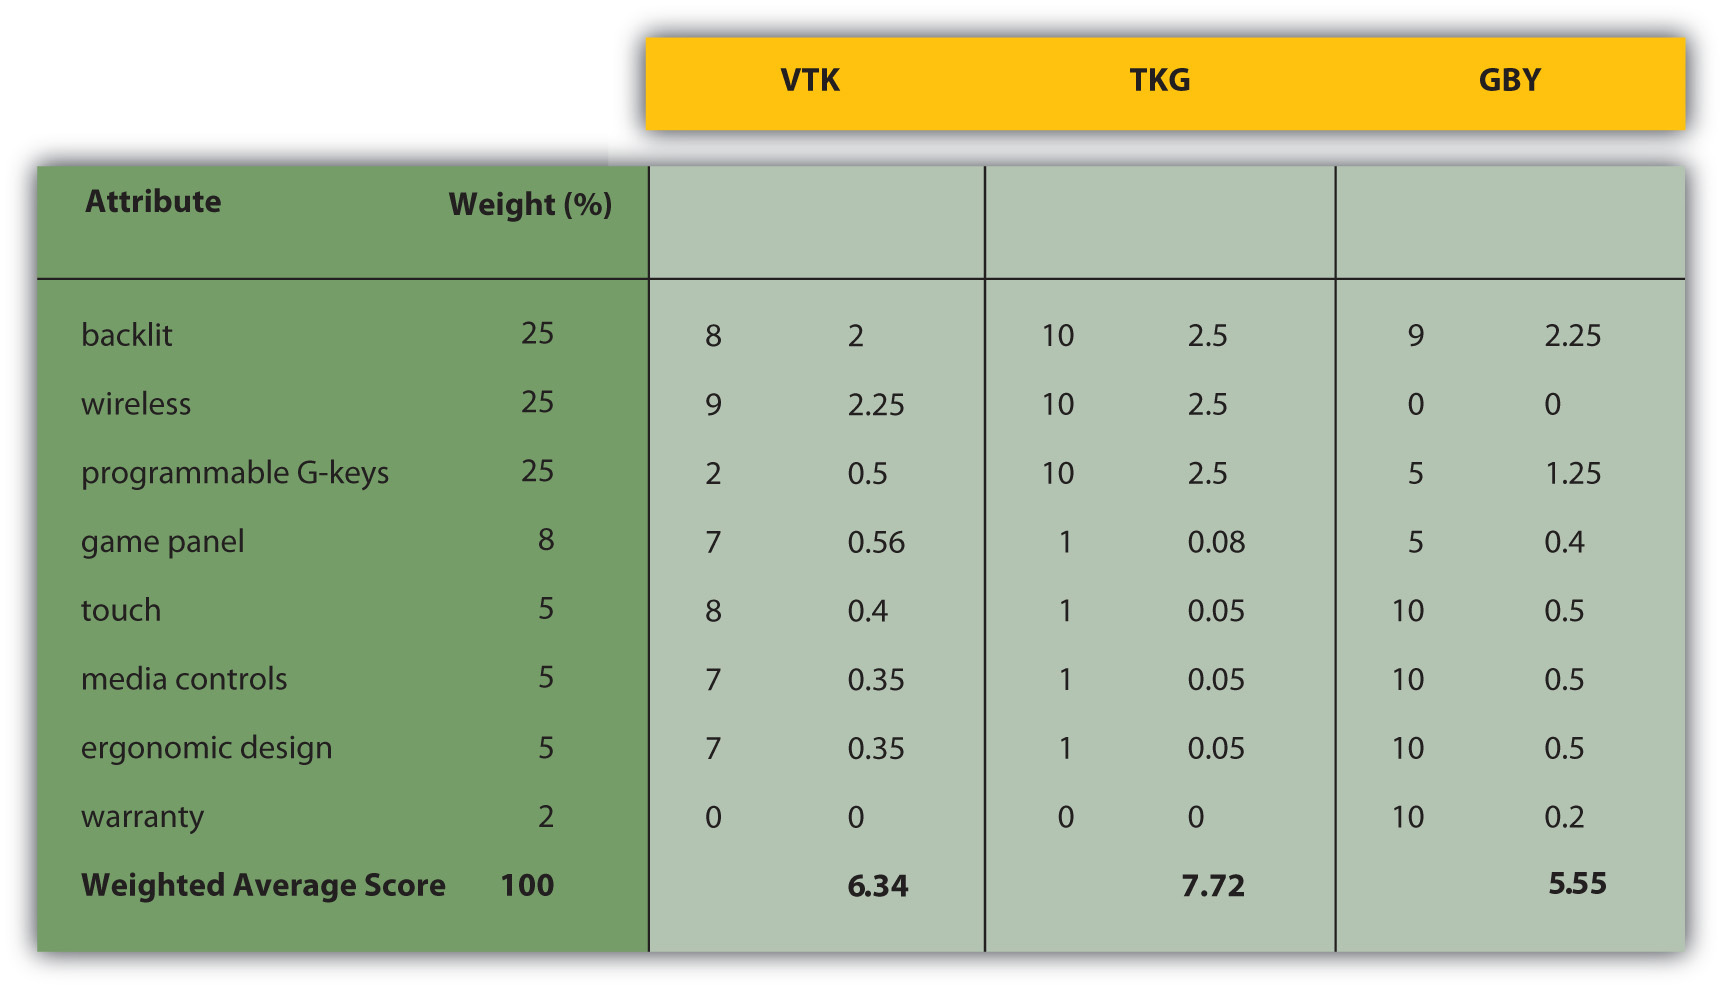 VTK TKG GBY
Attribute Weight (%)
backlit 25 8 2 10 2.5 9 2.25
wireless 25 9 2.25 10 2.5 0 0
programmable G-keys 25 2 0.5 10 2.5 5 1.25
game panel 8 7 0.56 1 0.08 5 0.4
touch 5 8 0.4 1 0.05 10 0.5
media controls 5 7 0.35 1 0.05 10 0.5
ergonomic design 5 7 0.35 1 0.05 10 0.5
warranty 2 0 0 0 0 10 0.2
Weighted Average Score 100 6.34 7.72 5.55